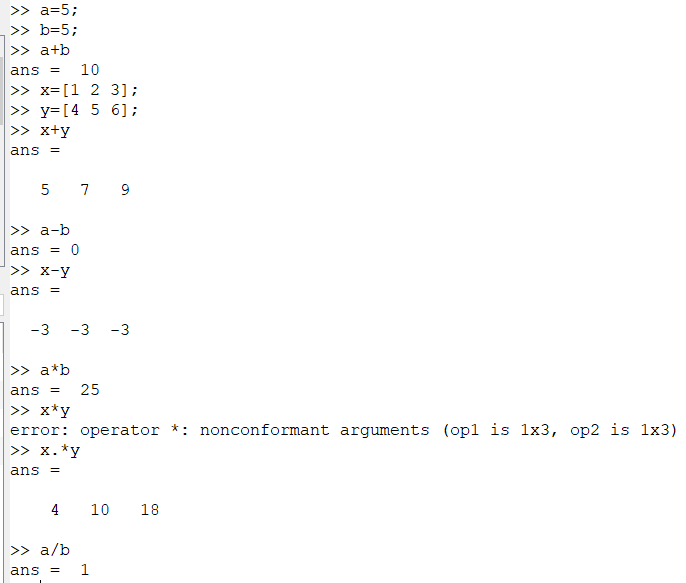 >> a=5;
>> b=5;
>> a+b
ans =  10
>> x=[1 2 3];
>> y=[4 5 6];
>> x+y
ans =
   5   7   9
>> a-b
ans = 0
>> x-y
ans =
  -3  -3  -3
>> a*b
ans =  25
>> x*y
error: operator *: nonconformant arguments (op1 is 1x3, op2 is 1x3)
>> x.*y
ans =
    4   10   18
>> a/b
ans =  1